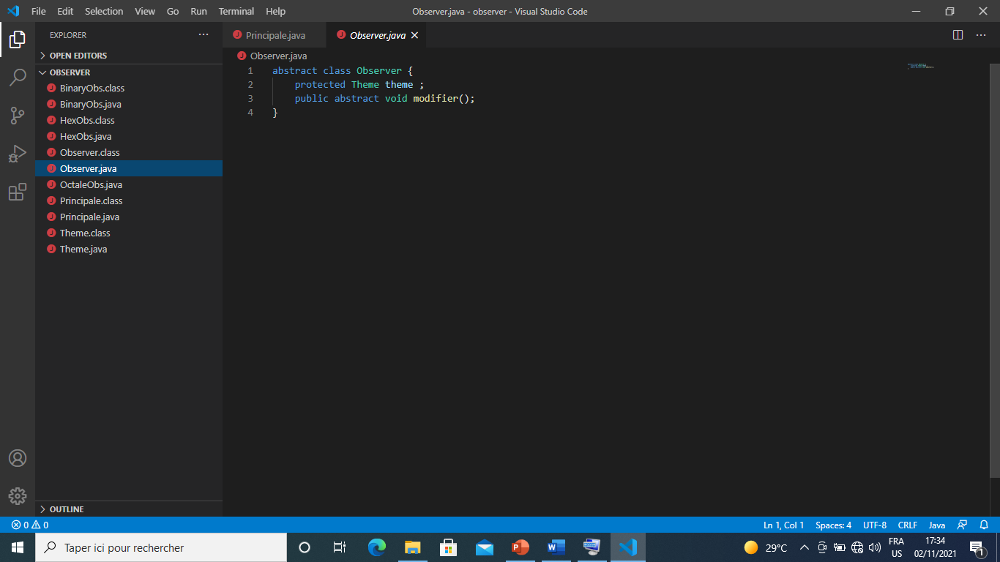 File Edit Selection View Go Run Terminal Help
Observer.java - observer - Visual Studio Code
EXPLORER
OPEN EDITORS
OBSERVER
BinaryObs.class
BinaryObs.java
HexObs.class
HexObs.java
Observer.class
Observer.java
OctaleObs.java
Principale.class
Principale.java
Theme.class
Theme.java
OUTLINE
Principale.java
Observer.java
Observer.java
1 abstract class Observer {
2 protected Theme theme ;
3 public abstract void modifier();
4 }
0 0
Ln 1, Col 1 Spaces: 4 UTF-8 CRLF Java
Taper ici pour rechercher
29°C
FRA
US
17:34
02/11/2021
1